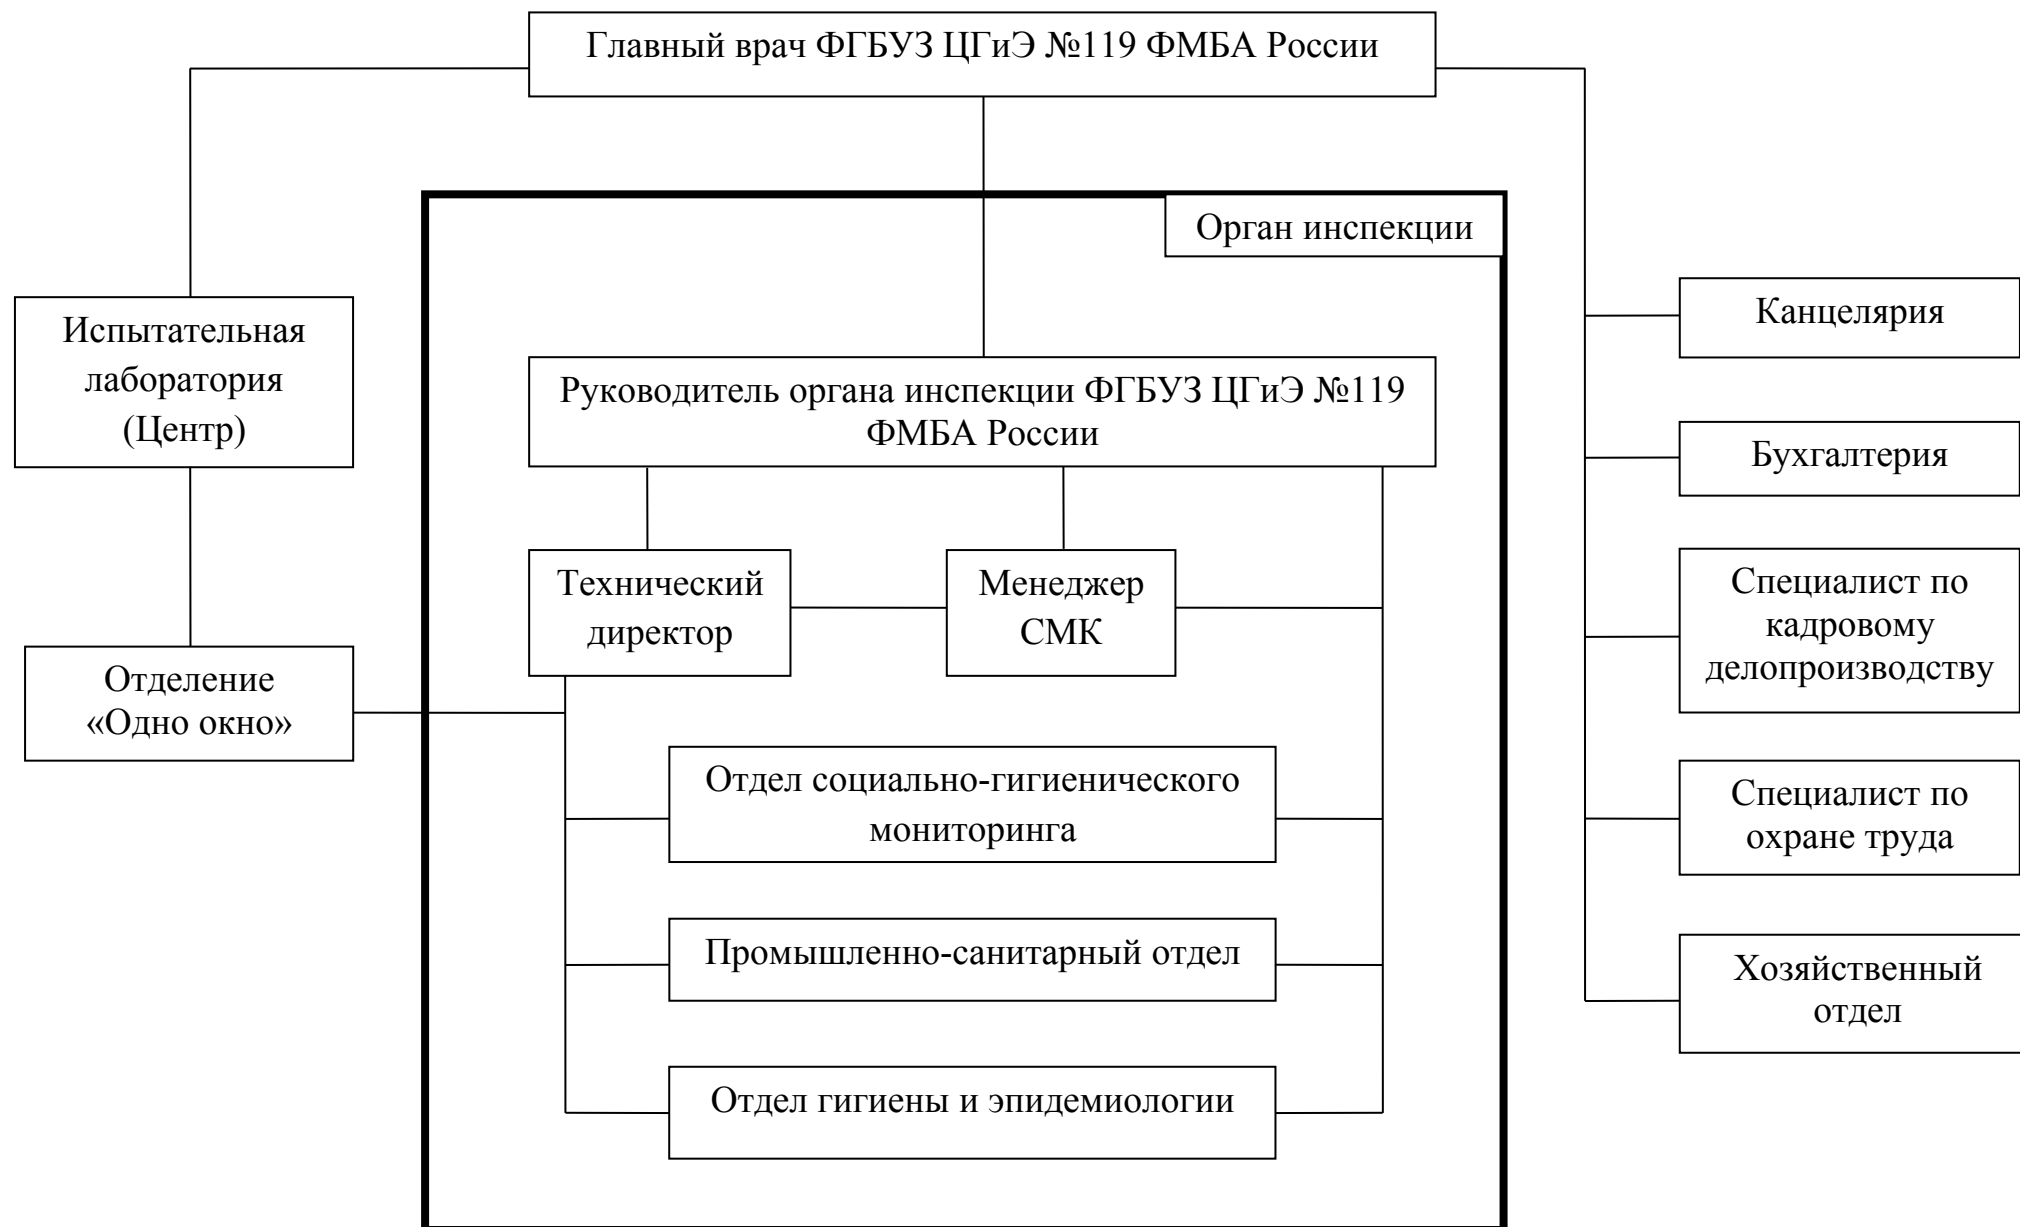 Главный врач ФГБУЗ ЦГиЭ №119 ФМБА России
Орган инспекции
Испытательная
лаборатория
(Центр)
Отделение
«Одно окно»
Руководитель органа инспекции ФГБУЗ ЦГиЭ №119
ФМБА России
Технический
директор
Менеджер
СМК
Отдел социально-гигиенического
мониторинга
Промышленно-санитарный отдел
Отдел гигиены и эпидемиологии
Канцелярия
Бухгалтерия
Специалист по
кадровому
делопроизводству
Специалист по
охране труда
Хозяйственный
отдел